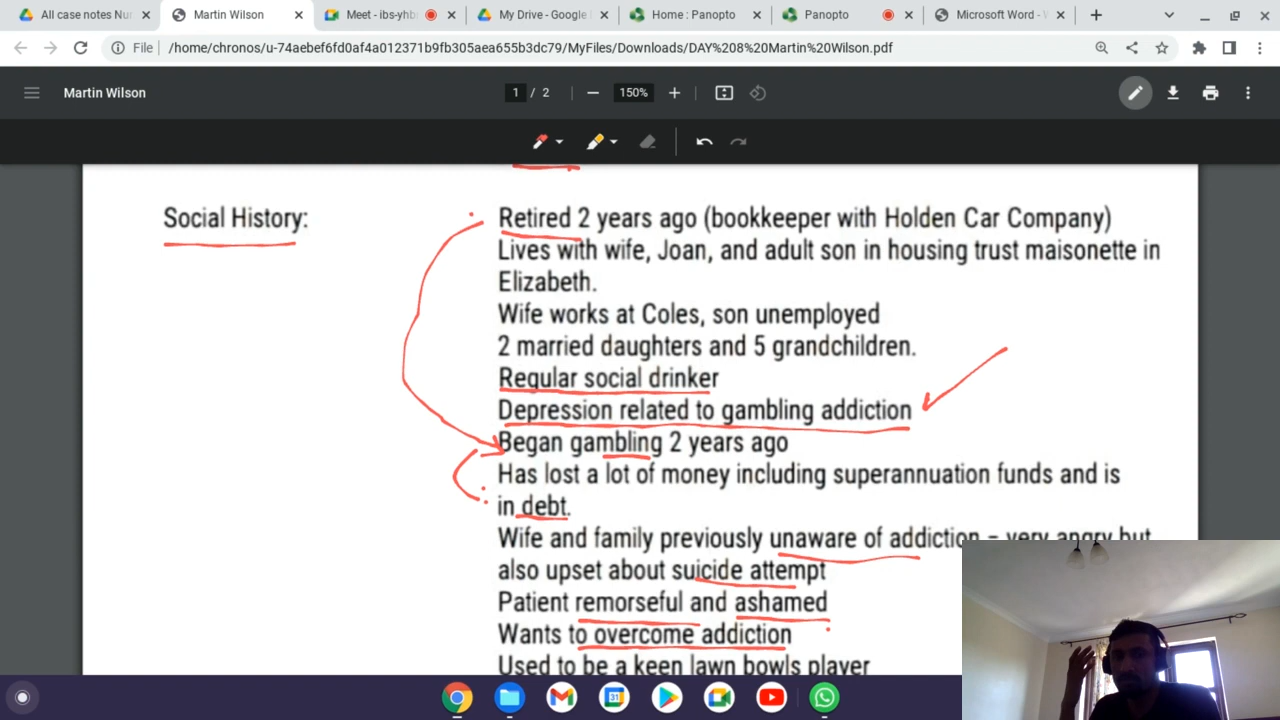 All case notes Nur
Martin Wilson
Meet - ibs-yhb
My Drive - Google
Home : Panopto
Panopto
Microsoft Word -
File
/home/chronos/u-74aebef6fd0af4a012371b9fb305aea655b3dc79/MyFiles/Downloads/DAY%208%20Martin%20Wilson.pdf
Martin Wilson
1 / 2
150%
Social History:
Retired 2 years ago (bookkeeper with Holden Car Company)
Lives with wife, Joan, and adult son in housing trust maisonette in
Elizabeth.
Wife works at Coles, son unemployed
2 married daughters and 5 grandchildren.
Regular social drinker
Depression related to gambling addiction
Began gambling 2 years ago
Has lost a lot of money including superannuation funds and is
in debt.
Wife and family previously unaware of addiction – very angry but
also upset about suicide attempt
Patient remorseful and ashamed
Wants to overcome addiction
Used to be a keen lawn bowls player
31